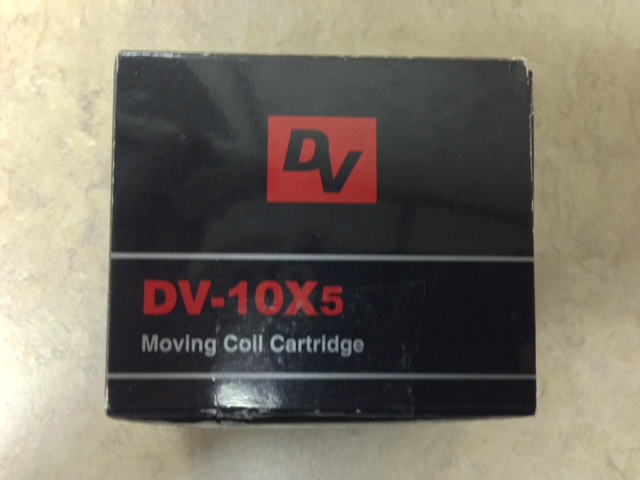 DV
DV-10X5
Moving Coil Cartridge